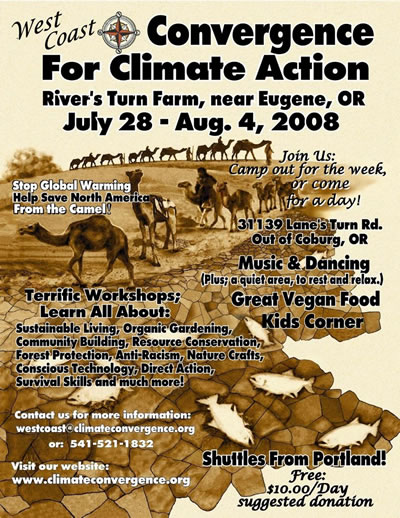 West Coast Convergence
For Climate Action
River's Turn Farm, near Eugene, OR
July 28 - Aug. 4, 2008
Join Us:
Camp out for the week,
or come
for a day!
Stop Global Warming
Help Save North America
From the Camel!
31139 Lane's Turn Rd.
Out of Coburg, OR
Music & Dancing
(Plus; a quiet area, to rest and relax.)
Great Vegan Food
Kids Corner
Terrific Workshops;
Learn All About:
Sustainable Living, Organic Gardening,
Community Building, Resource Conservation,
Forest Protection, Anti-Racism, Nature Crafts,
Conscious Technology, Direct Action,
Survival Skills and much more!
Contact us for more information:
westcoast@climateconvergence.org
or: 541-521-1832
Visit our website:
www.climateconvergence.org
Shuttles From Portland!
Free:
$10.00/Day
suggested donation